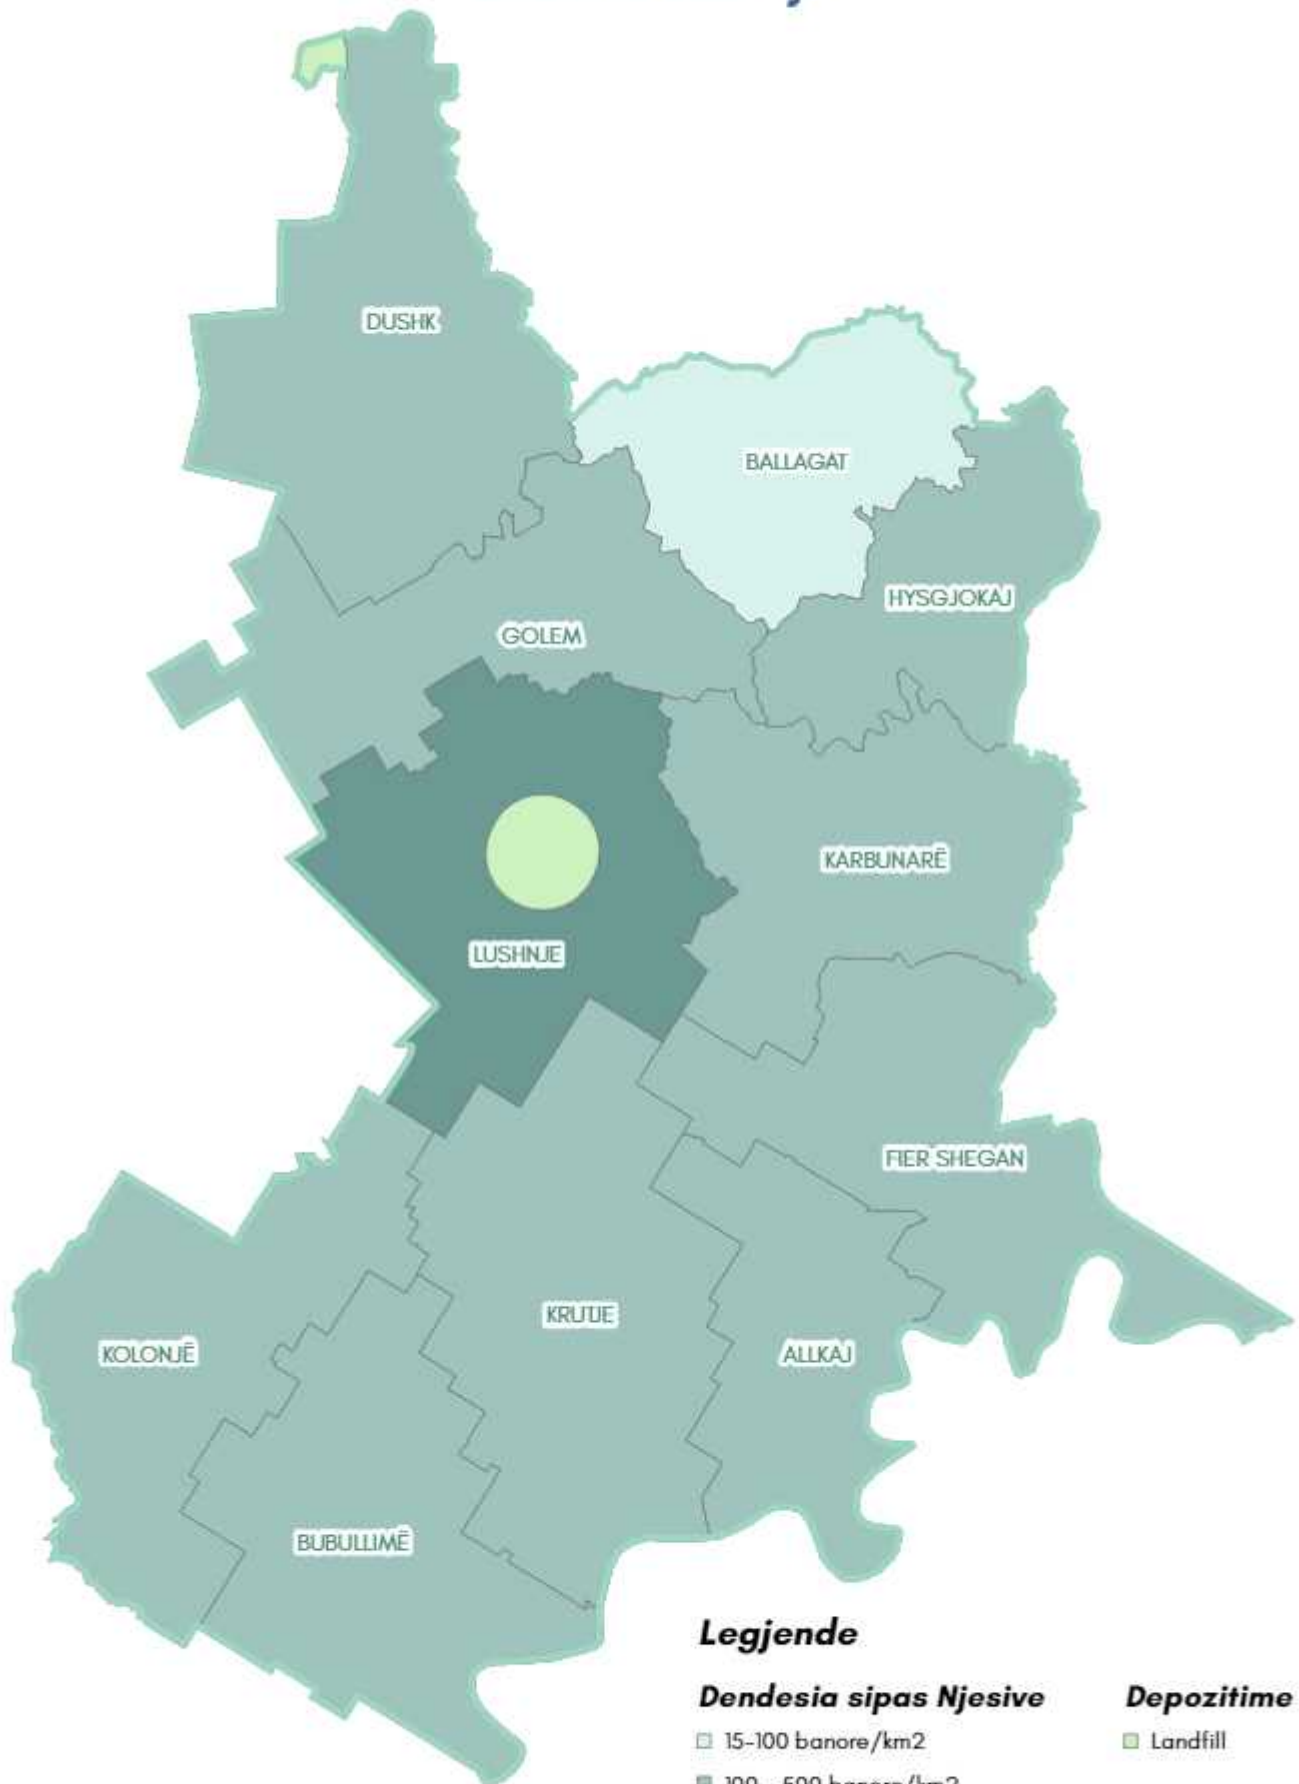 DUSHK
BALLAGAT
HYSGJOKAJ
GOLEM
KARBUNARË
LUSHNJE
FIER SHEGAN
KRUTJE
KOLONJË
ALLKAJ
BUBULLIMË
Legjende
Dendesia sipas Njesive
Depozitime
15-100 banore/km2
Landfill